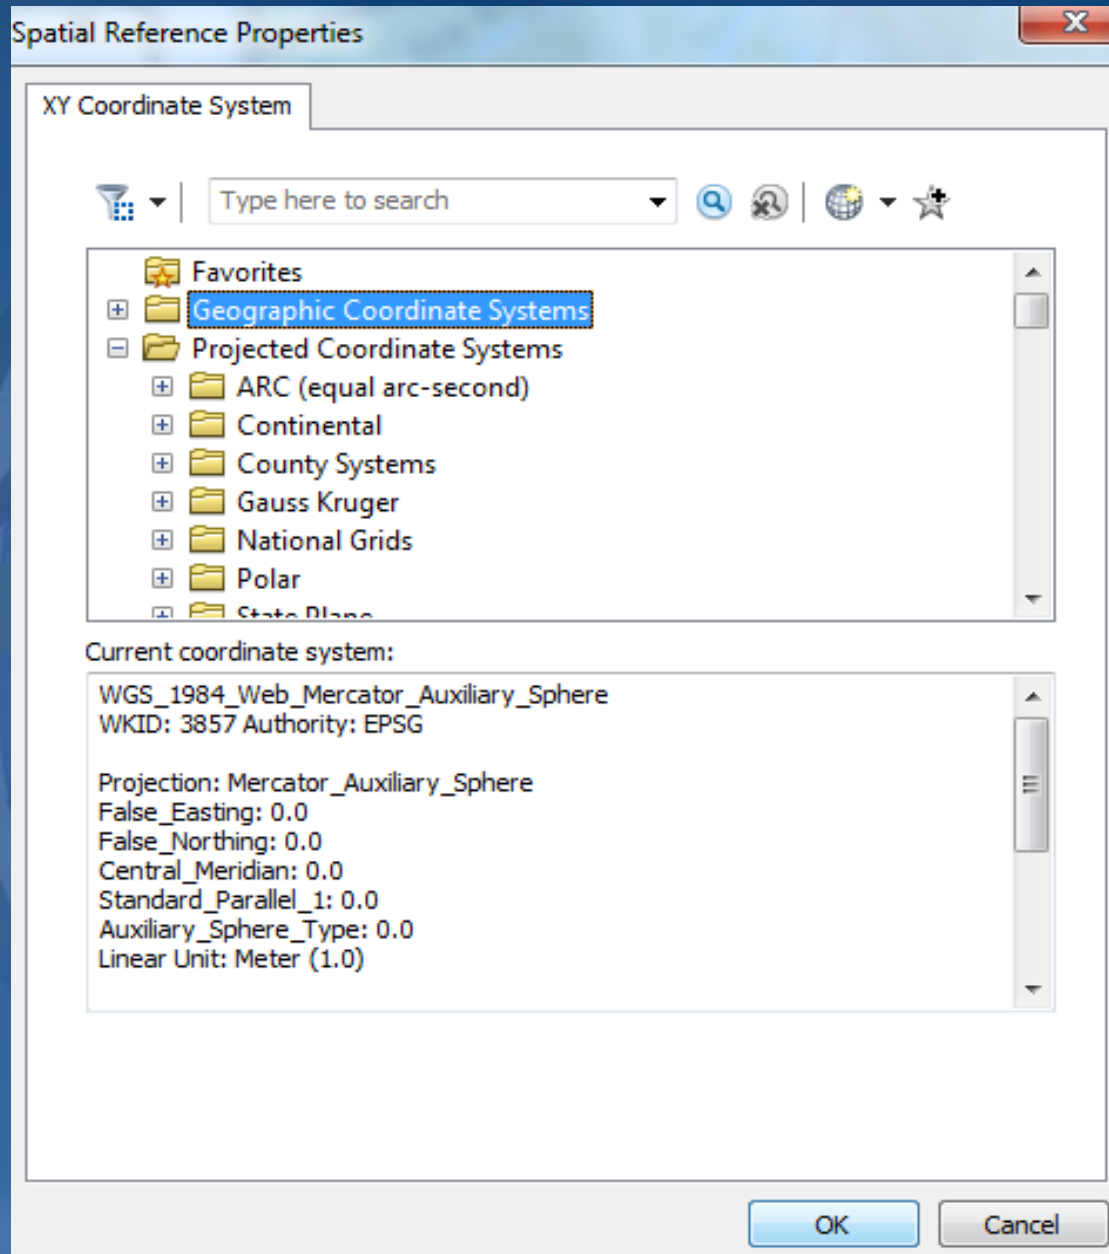 Spatial Reference Properties
XY Coordinate System
Type here to search
Favorites
Geographic Coordinate Systems
Projected Coordinate Systems
ARC (equal arc-second)
Continental
County Systems
Gauss Kruger
National Grids
Polar
State Plane
Current coordinate system:
WGS_1984_Web_Mercator_Auxiliary_Sphere
WKID: 3857 Authority: EPSG
Projection: Mercator_Auxiliary_Sphere
False_Easting: 0.0
False_Northing: 0.0
Central_Meridian: 0.0
Standard_Parallel_1: 0.0
Auxiliary_Sphere_Type: 0.0
Linear Unit: Meter (1.0)
OK
Cancel